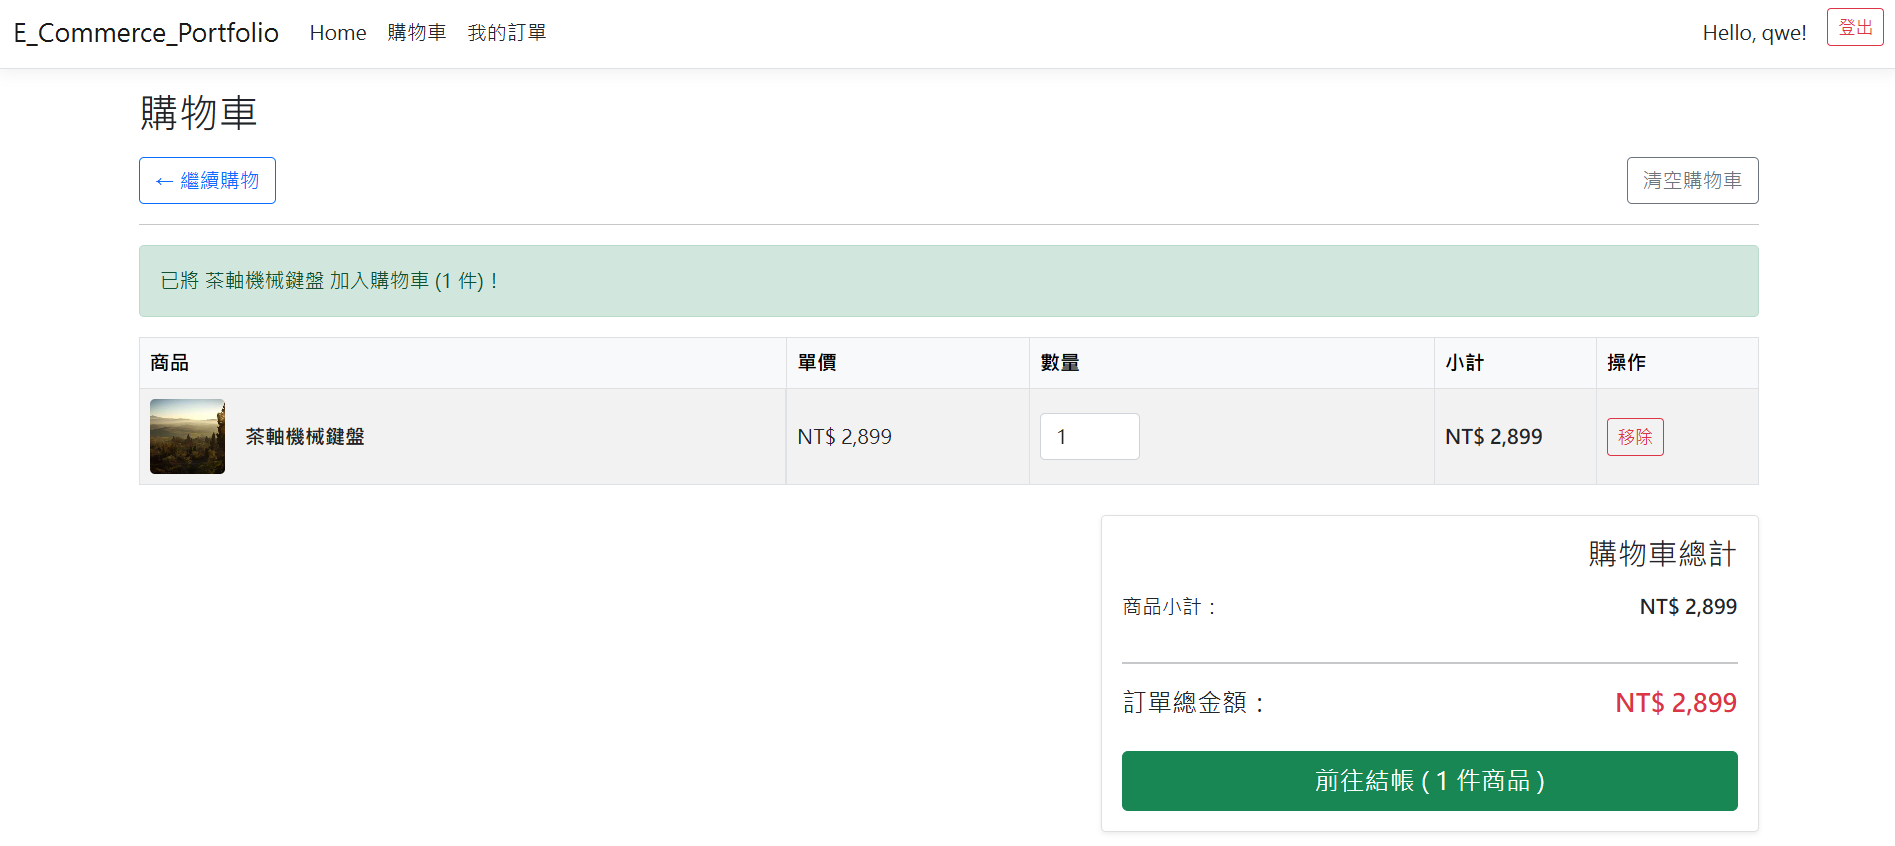 E_Commerce_Portfolio Home 購物車 我的訂單 Hello, qwe! 登出
購物車
← 繼續購物 清空購物車
已將 茶軸機械鍵盤 加入購物車 (1 件)！
商品 單價 數量 小計 操作
茶軸機械鍵盤 NT$ 2,899 1 NT$ 2,899 移除
購物車總計
商品小計： NT$ 2,899
訂單總金額： NT$ 2,899
前往結帳 ( 1 件商品 )